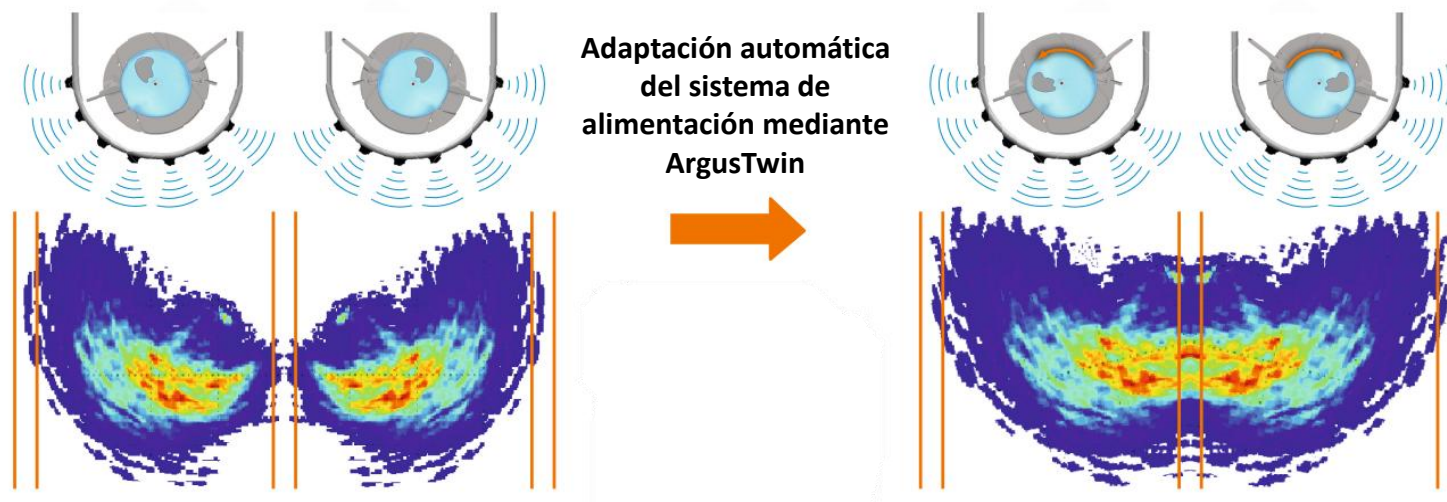 Adaptación automática
del sistema de
alimentación mediante
ArgusTwin